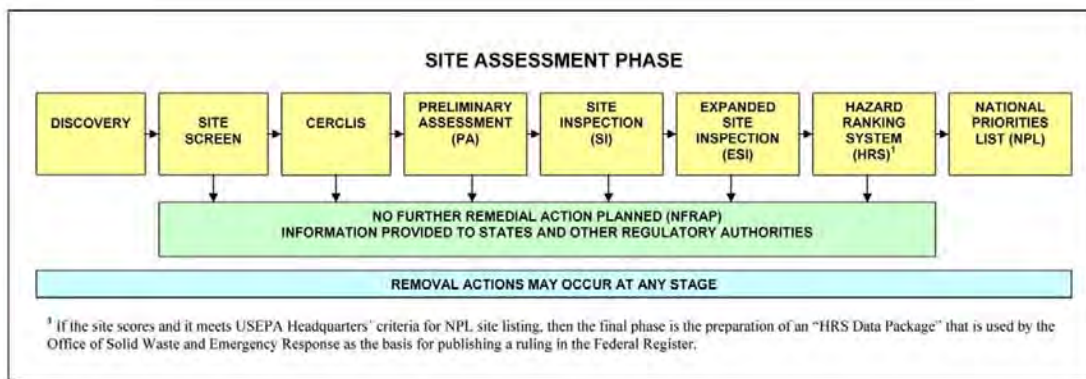 SITE ASSESSMENT PHASE
DISCOVERY
SITE
SCREEN
CERCLIS
PRELIMINARY
ASSESSMENT
(PA)
SITE
INSPECTION
(SI)
EXPANDED
SITE
INSPECTION
(ESI)
HAZARD
RANKING
SYSTEM
(HRS)¹
NATIONAL
PRIORITIES
LIST (NPL)
NO FURTHER REMEDIAL ACTION PLANNED (NFRAP)
INFORMATION PROVIDED TO STATES AND OTHER REGULATORY AUTHORITIES
REMOVAL ACTIONS MAY OCCUR AT ANY STAGE
¹ If the site scores and it meets USEPA Headquarters' criteria for NPL site listing, then the final phase is the preparation of an "HRS Data Package" that is used by the
Office of Solid Waste and Emergency Response as the basis for publishing a ruling in the Federal Register.